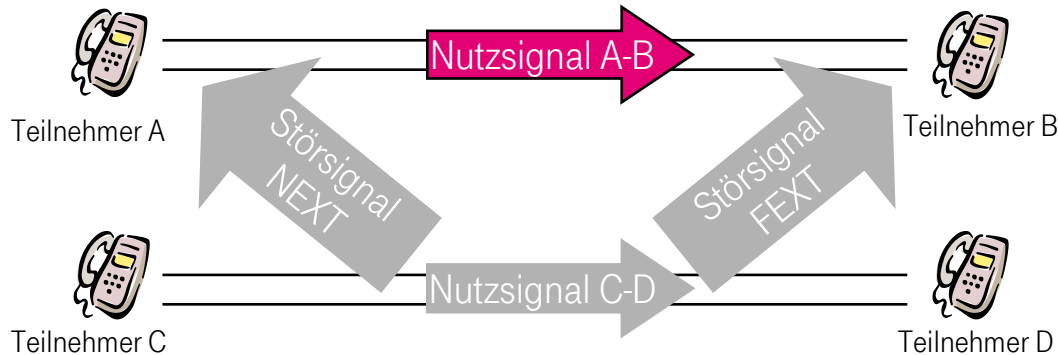 Nutzsignal A-B
Teilnehmer A
Teilnehmer B
Störsignal
NEXT
Störsignal
FEXT
Nutzsignal C-D
Teilnehmer C
Teilnehmer D